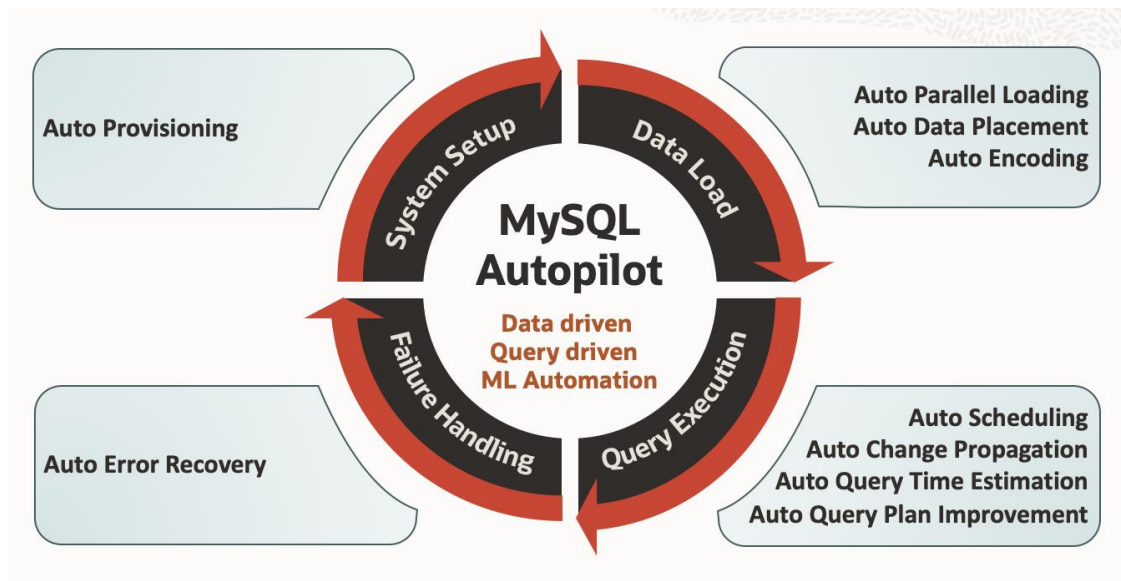 Auto Provisioning
System Setup
Data Load
Auto Parallel Loading
Auto Data Placement
Auto Encoding
MySQL
Autopilot
Data driven
Query driven
ML Automation
Failure Handling
Query Execution
Auto Error Recovery
Auto Scheduling
Auto Change Propagation
Auto Query Time Estimation
Auto Query Plan Improvement